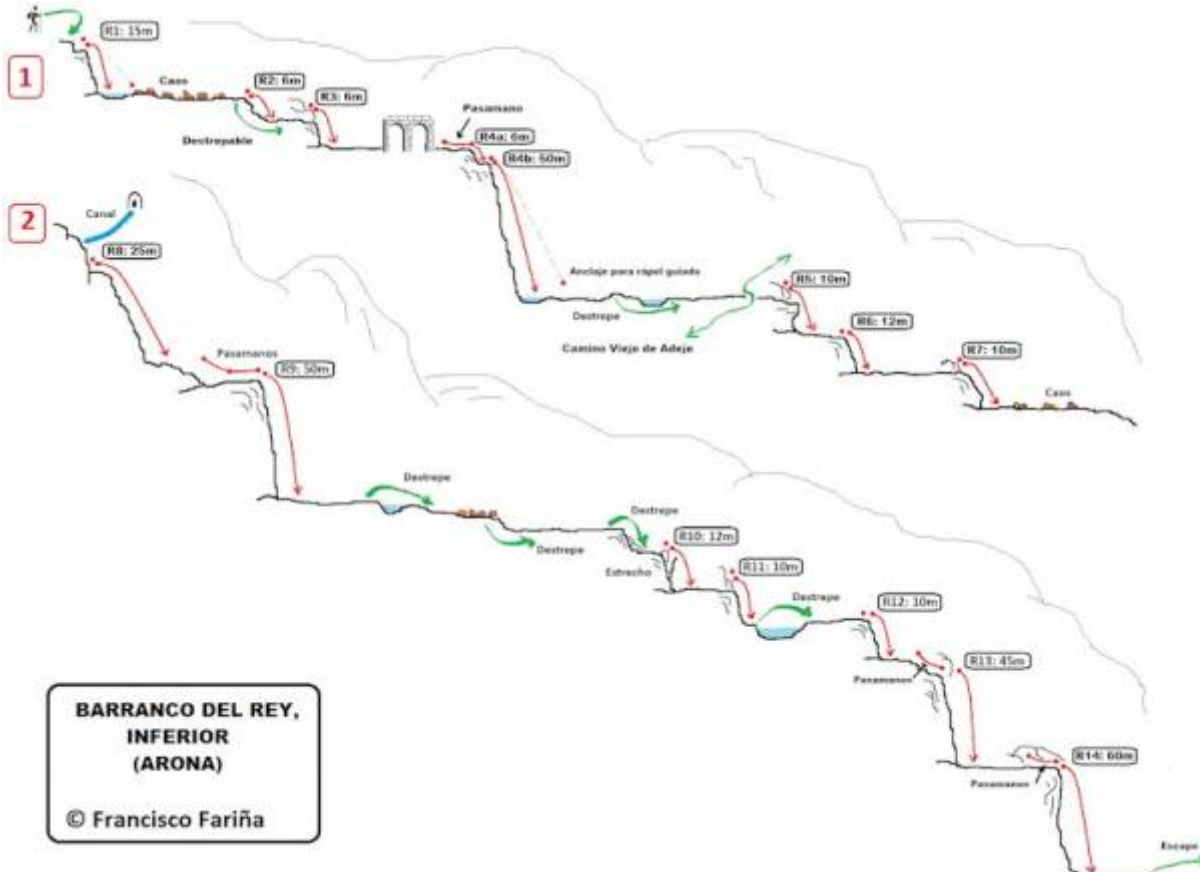 R1: 15m
1
Caos
R2: 6m
R3: 6m
Destrepable
Pasamano
R4a: 6m
R4b: 50m
Anclaje para rápel guiado
Destrepe
Camino Viejo de Adeje
R5: 10m
R6: 12m
R7: 10m
Caos
2
Canal
R8: 25m
Pasamanos
R9: 50m
Destrepe
Destrepe
Destrepe
Estrecho
R10: 12m
R11: 10m
Destrepe
R12: 10m
Pasamanos
R13: 45m
Pasamanos
R14: 60m
Escape
BARRANCO DEL REY,
INFERIOR
(ARONA)
© Francisco Fariña